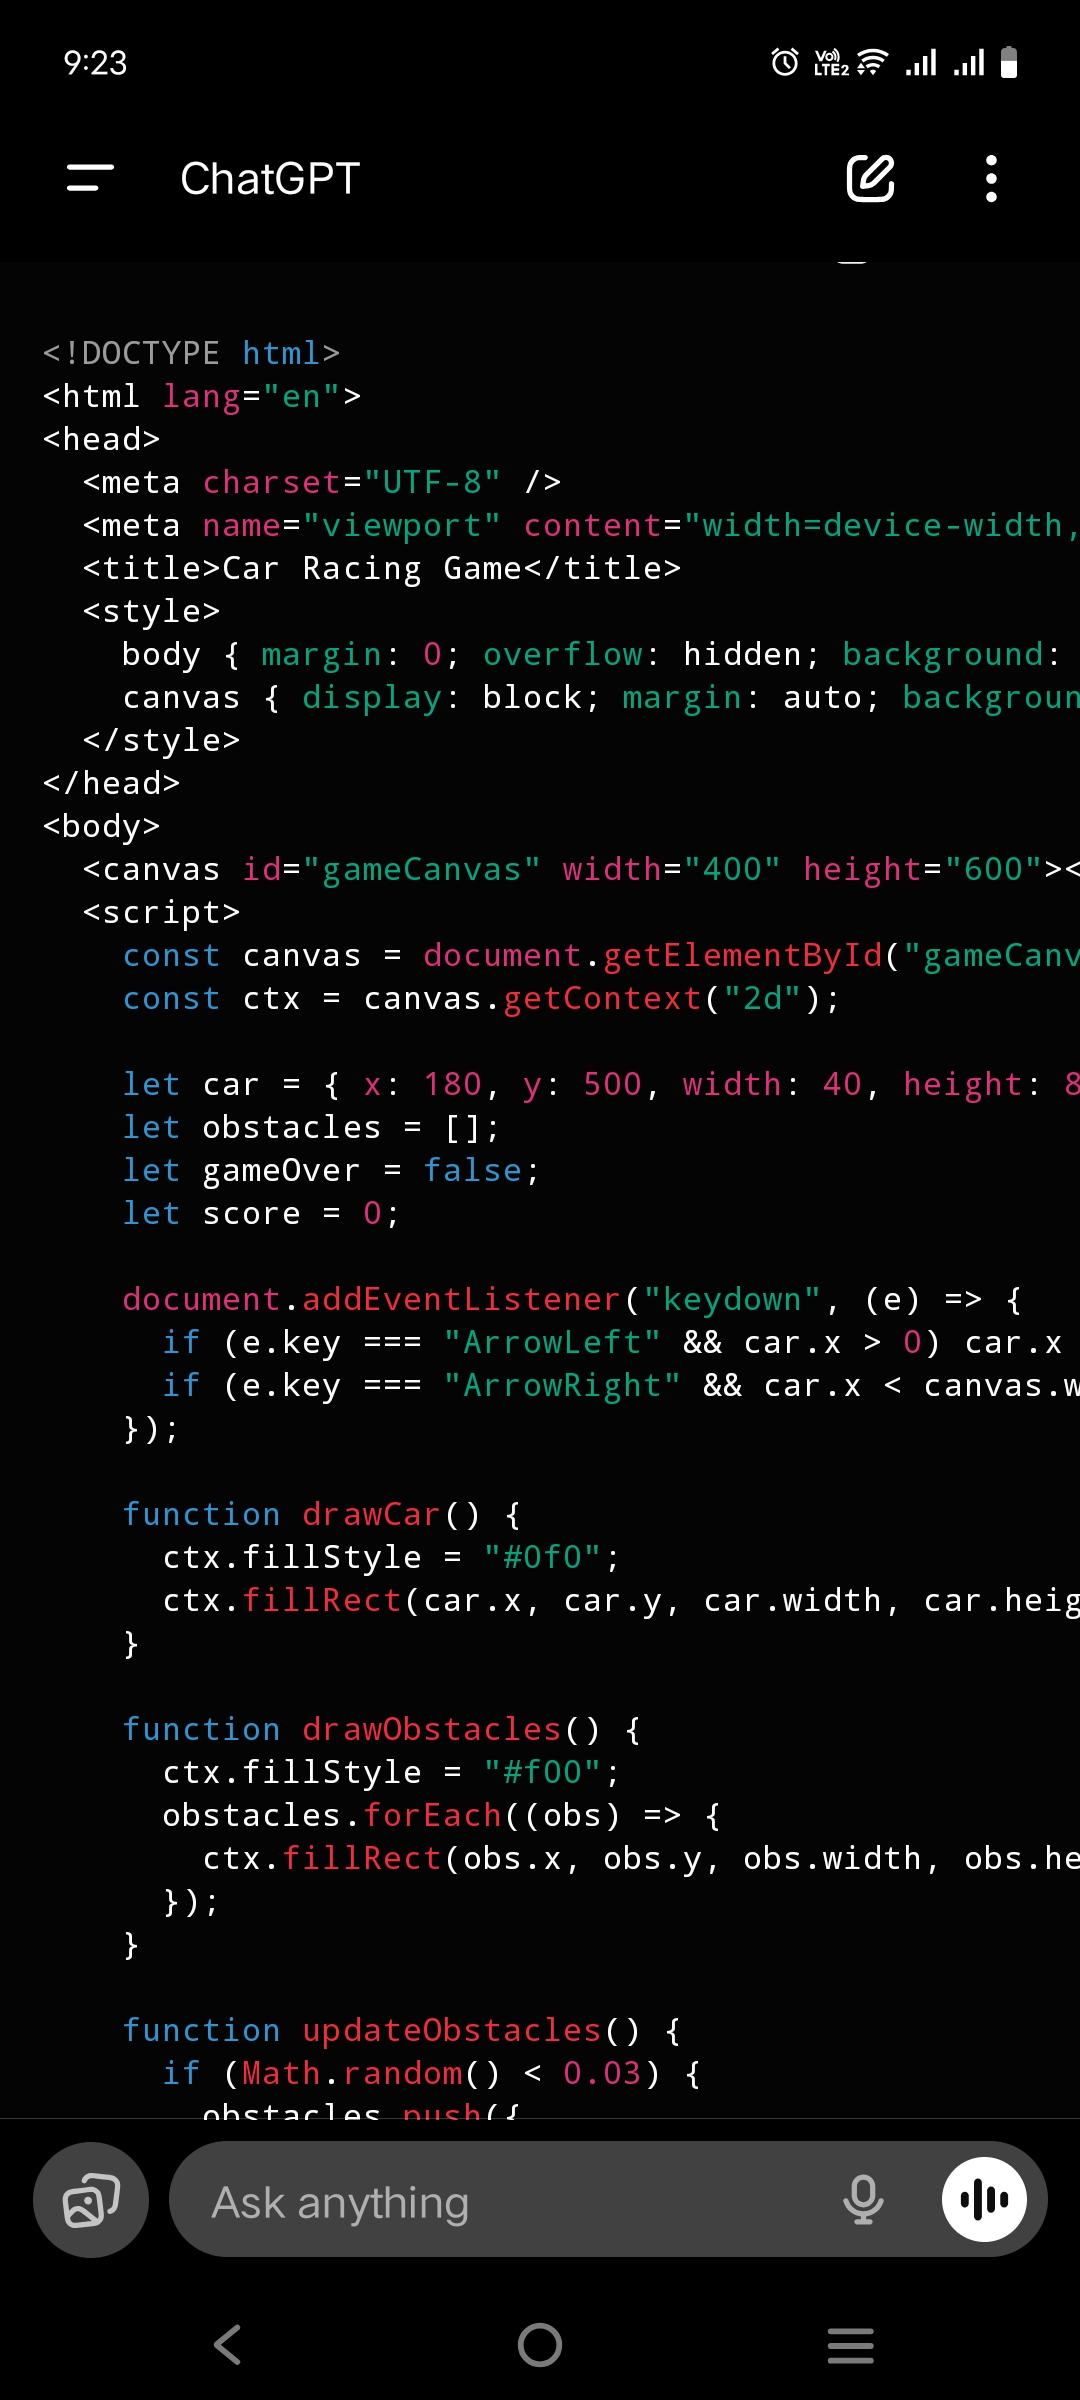 9:23
Vo)) LTE2
ChatGPT
<!DOCTYPE html>
<html lang="en">
<head>
  <meta charset="UTF-8" />
  <meta name="viewport" content="width=device-width,
  <title>Car Racing Game</title>
  <style>
    body { margin: 0; overflow: hidden; background:
    canvas { display: block; margin: auto; backgroun
  </style>
</head>
<body>
  <canvas id="gameCanvas" width="400" height="600"><
  <script>
    const canvas = document.getElementById("gameCanv
    const ctx = canvas.getContext("2d");
    let car = { x: 180, y: 500, width: 40, height: 8
    let obstacles = [];
    let gameOver = false;
    let score = 0;
    document.addEventListener("keydown", (e) => {
      if (e.key === "ArrowLeft" && car.x > 0) car.x
      if (e.key === "ArrowRight" && car.x < canvas.w
    });
    function drawCar() {
      ctx.fillStyle = "#0f0";
      ctx.fillRect(car.x, car.y, car.width, car.heig
    }
    function drawObstacles() {
      ctx.fillStyle = "#f00";
      obstacles.forEach((obs) => {
        ctx.fillRect(obs.x, obs.y, obs.width, obs.he
      });
    }
    function updateObstacles() {
      if (Math.random() < 0.03) {
        obstacles.push({
Ask anything